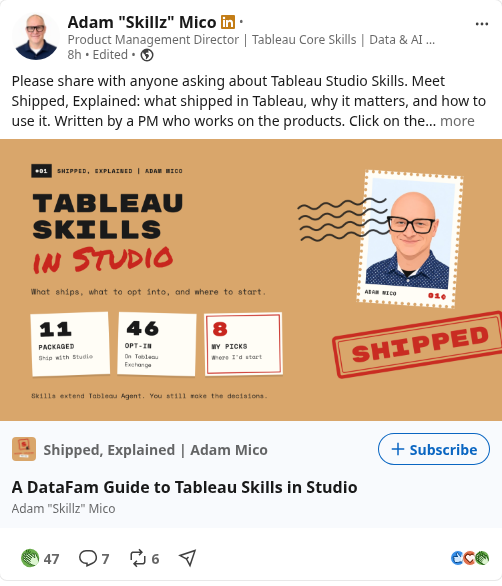 Adam "Skillz" Mico in •
Product Management Director | Tableau Core Skills | Data & AI ...
8h • Edited •
Please share with anyone asking about Tableau Studio Skills. Meet
Shipped, Explained: what shipped in Tableau, why it matters, and how to
use it. Written by a PM who works on the products. Click on the... more
#01 SHIPPED, EXPLAINED | ADAM MICO
TABLEAU
SKILLS
IN STUDIO
What ships, what to opt into, and where to start.
11
PACKAGED
Ship with Studio
46
OPT-IN
On Tableau
Exchange
8
MY PICKS
Where I'd start
ADAM MICO 01¢
SHIPPED
Skills extend Tableau Agent. You still make the decisions.
Shipped, Explained | Adam Mico
+ Subscribe
A DataFam Guide to Tableau Skills in Studio
Adam "Skillz" Mico
47 7 6